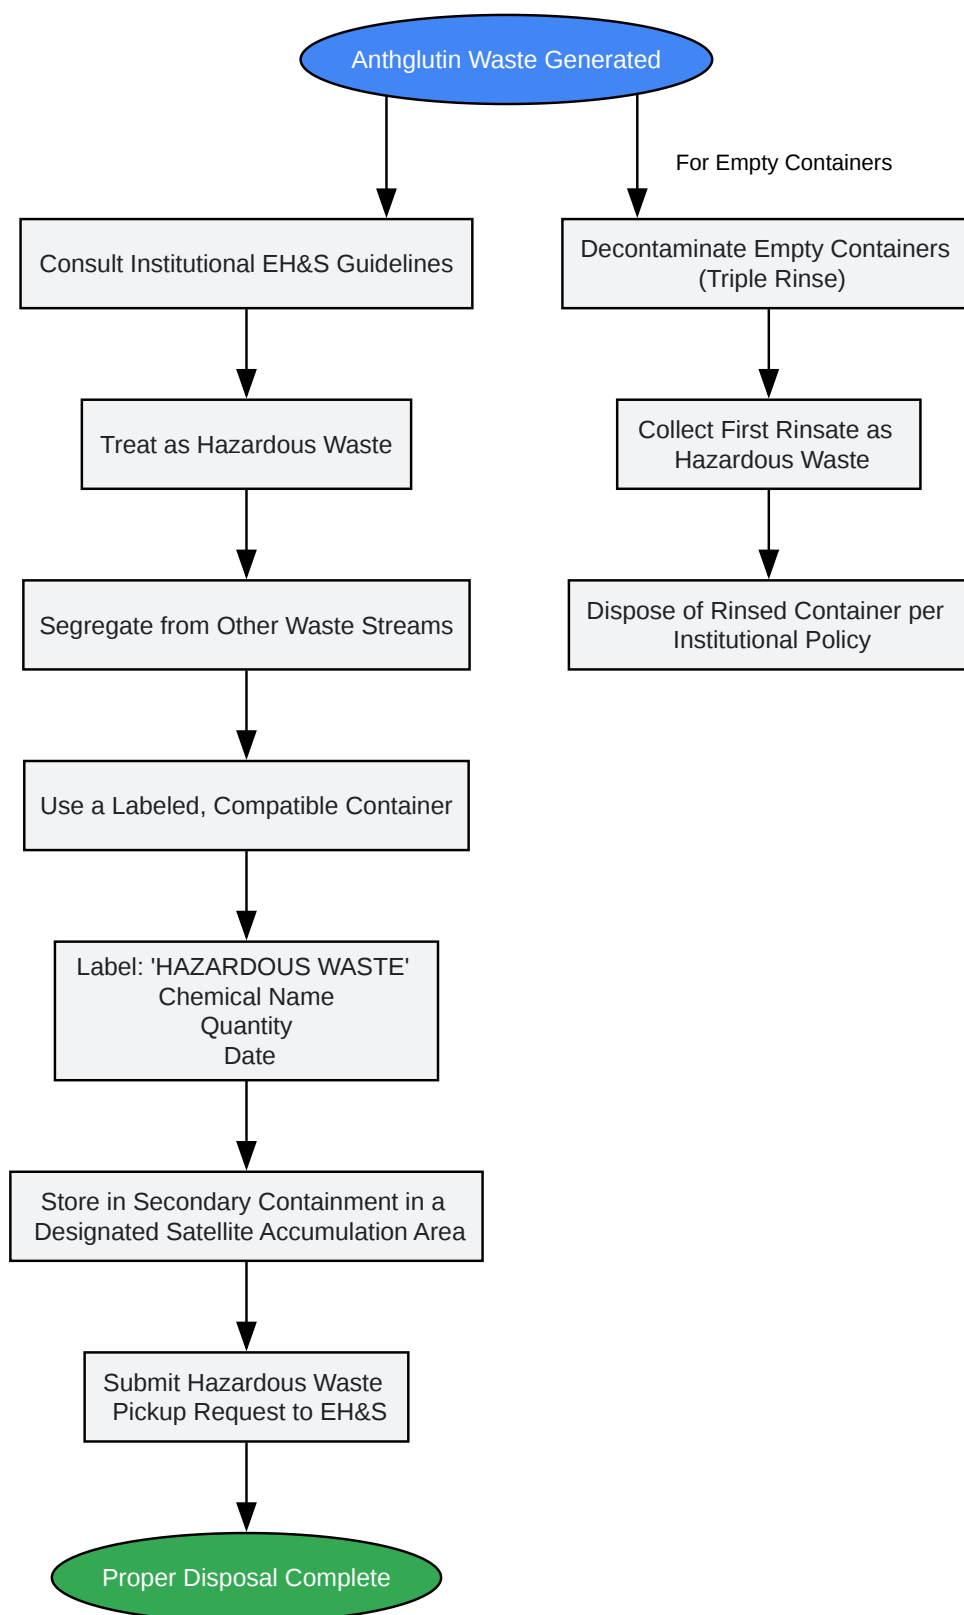 Anthglutin Waste Generated
For Empty Containers
Consult Institutional EH&S Guidelines
Decontaminate Empty Containers
(Triple Rinse)
Treat as Hazardous Waste
Collect First Rinsate as
Hazardous Waste
Segregate from Other Waste Streams
Dispose of Rinsed Container per
Institutional Policy
Use a Labeled, Compatible Container
Label: 'HAZARDOUS WASTE'
Chemical Name
Quantity
Date
Store in Secondary Containment in a
Designated Satellite Accumulation Area
Submit Hazardous Waste
Pickup Request to EH&S
Proper Disposal Complete